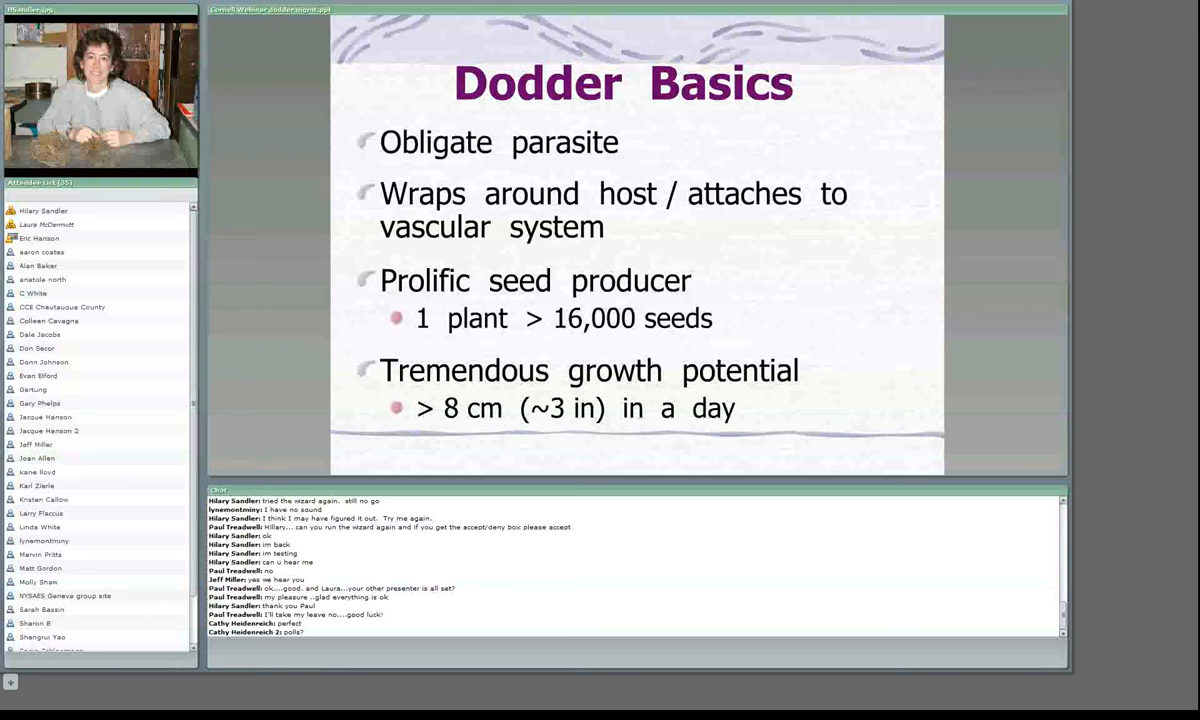 HSandler.jpg
Cornell Webinar dodder mgmt.ppt
Dodder Basics
Obligate parasite
Wraps around host / attaches to
vascular system
Prolific seed producer
1 plant > 16,000 seeds
Tremendous growth potential
> 8 cm (~3 in) in a day
Attendee List (35)
Hilary Sandler
Laura McDermott
Eric Hanson
aaron coates
Alan Baker
anatole north
C White
CCE Chautauqua County
Colleen Cavagna
Dale Jacobs
Don Secor
Donn Johnson
Evan Elford
Gartung
Gary Phelps
Jacque Hanson
Jacque Hanson 2
Jeff Miller
Joan Allen
kane lloyd
Karl Zierle
Kristen Callow
Larry Flaccus
Linda White
lynemontminy
Marvin Pritts
Matt Gordon
Molly Shaw
NYSAES Geneva group site
Sarah Bassin
Sharon B
Shengrui Yao
Chat
Hilary Sandler: tried the wizard again. still no go
lynemontminy: I have no sound
Hilary Sandler: I think I may have figured it out. Try me again.
Paul Treadwell: Hillary... can you run the wizard again and if you get the accept/deny box please accept
Hilary Sandler: ok
Hilary Sandler: im back
Hilary Sandler: im testing
Hilary Sandler: can u hear me
Paul Treadwell: no
Jeff Miller: yes we hear you
Paul Treadwell: ok....good. and Laura...your other presenter is all set?
Paul Treadwell: my pleasure ..glad everything is ok
Hilary Sandler: thank you Paul
Paul Treadwell: I'll take my leave no....good luck!
Cathy Heidenreich: perfect
Cathy Heidenreich 2: polls?